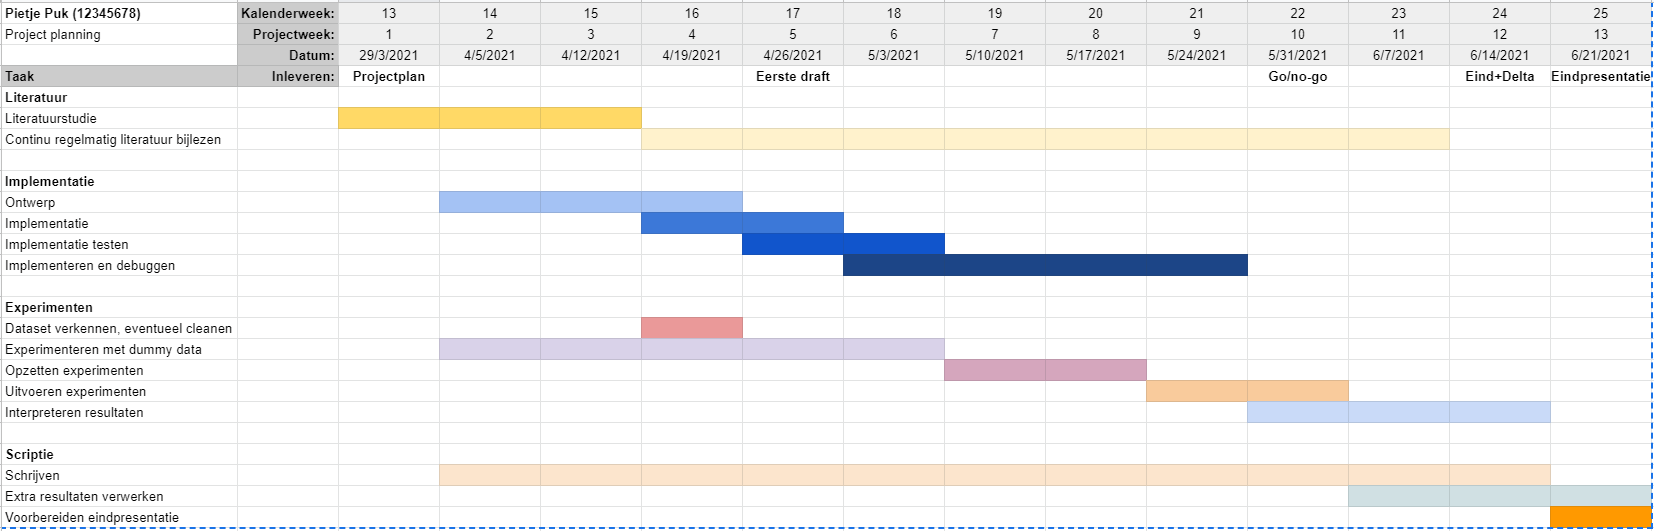 Pietje Puk (12345678) Kalenderweek: 13 14 15 16 17 18 19 20 21 22 23 24 25
Project planning Projectweek: 1 2 3 4 5 6 7 8 9 10 11 12 13
Datum: 29/3/2021 4/5/2021 4/12/2021 4/19/2021 4/26/2021 5/3/2021 5/10/2021 5/17/2021 5/24/2021 5/31/2021 6/7/2021 6/14/2021 6/21/2021
Taak Inleveren: Projectplan Eerste draft Go/no-go Eind+Delta Eindpresentatie
Literatuur
Literatuurstudie
Continu regelmatig literatuur bijlezen
Implementatie
Ontwerp
Implementatie
Implementatie testen
Implementeren en debuggen
Experimenten
Dataset verkennen, eventueel cleanen
Experimenteren met dummy data
Opzetten experimenten
Uitvoeren experimenten
Interpreteren resultaten
Scriptie
Schrijven
Extra resultaten verwerken
Voorbereiden eindpresentatie